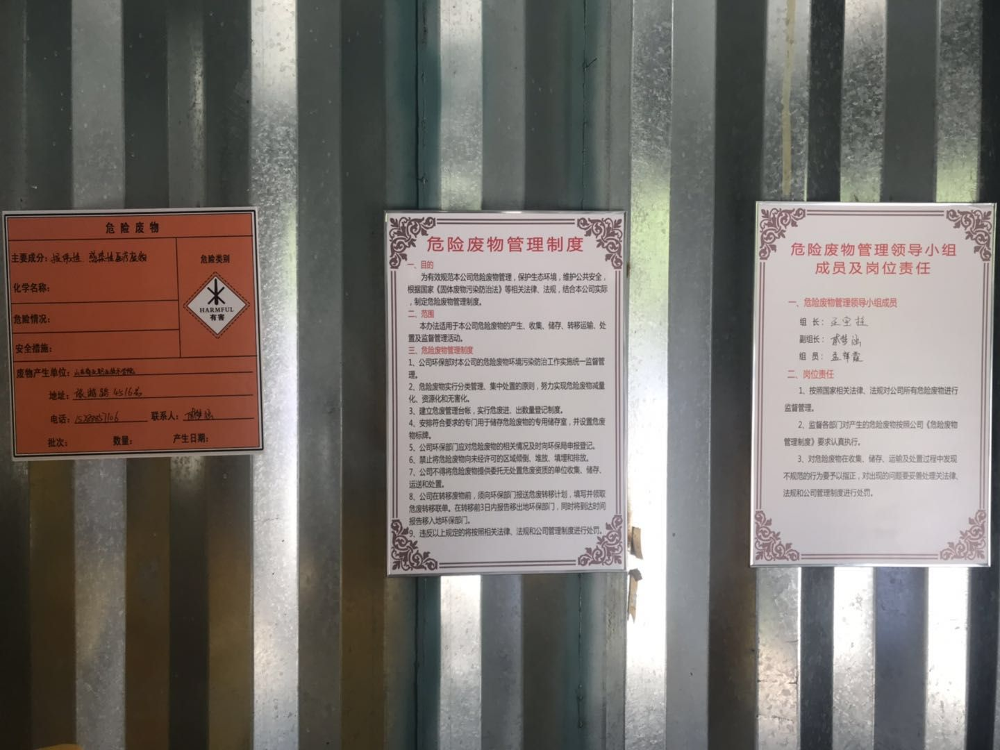 危险废物
主要成分：损伤性、感染性医疗废物
危险类别
化学名称：
HARMFUL
有害
危险情况：
安全措施：
废物产生单位：山东商业职业技术学院
地址：旅游路4516号
电话：15288857106 联系人：
批次： 数量： 产生日期：
危险废物管理制度
一、目的
为有效规范本公司危险废物管理，保护生态环境，维护公共安全，
根据国家《固体废物污染防治法》等相关法律、法规，结合本公司实际
，制定危险废物管理制度。
二、范围
本办法适用于本公司危险废物的产生、收集、储存、转移运输、处
置及监督管理活动。
三、危险废物管理制度
1、公司环保部对本公司的危险废物环境污染防治工作实施统一监督管
理。
2、危险废物实行分类管理、集中处置的原则，努力实现危险废物减量
化、资源化和无害化。
3、建立危废管理台帐，实行危废进、出数量登记制度。
4、安排符合要求的专门用于储存危险废物的专用储存室，并设置危废
物标牌。
5、公司环保部门应对危险废物的相关情况及时向环保局申报登记。
6、禁止将危险废物向未经许可的区域倾倒、堆放、填埋和排放。
7、公司不得将危险废物提供委托无处置危废资质的单位收集、储存、
运送和处置。
8、公司在转移废物前，须向环保部门报送危废转移计划，填写并领取
危废转移联单。在转移前3日内报告移出地环保部门，同时将到达时间
报告移入地环保部门。
9、违反以上规定的将按照相关法律、法规和公司管理制度进行处罚。
危险废物管理领导小组
成员及岗位责任
一、危险废物管理领导小组成员
组 长：
副组长：
组 员：
二、岗位责任
1、按照国家相关法律、法规对公司所有危险废物进行
监督管理。
2、监督各部门对产生的危险废物按照公司《危险废物
管理制度》要求认真执行。
3、对危险废物在收集、储存、运输及处置过程中发现
不规范的行为要予以指正，对出现的问题要妥善处理关法律、
法规和公司管理制度进行处罚。